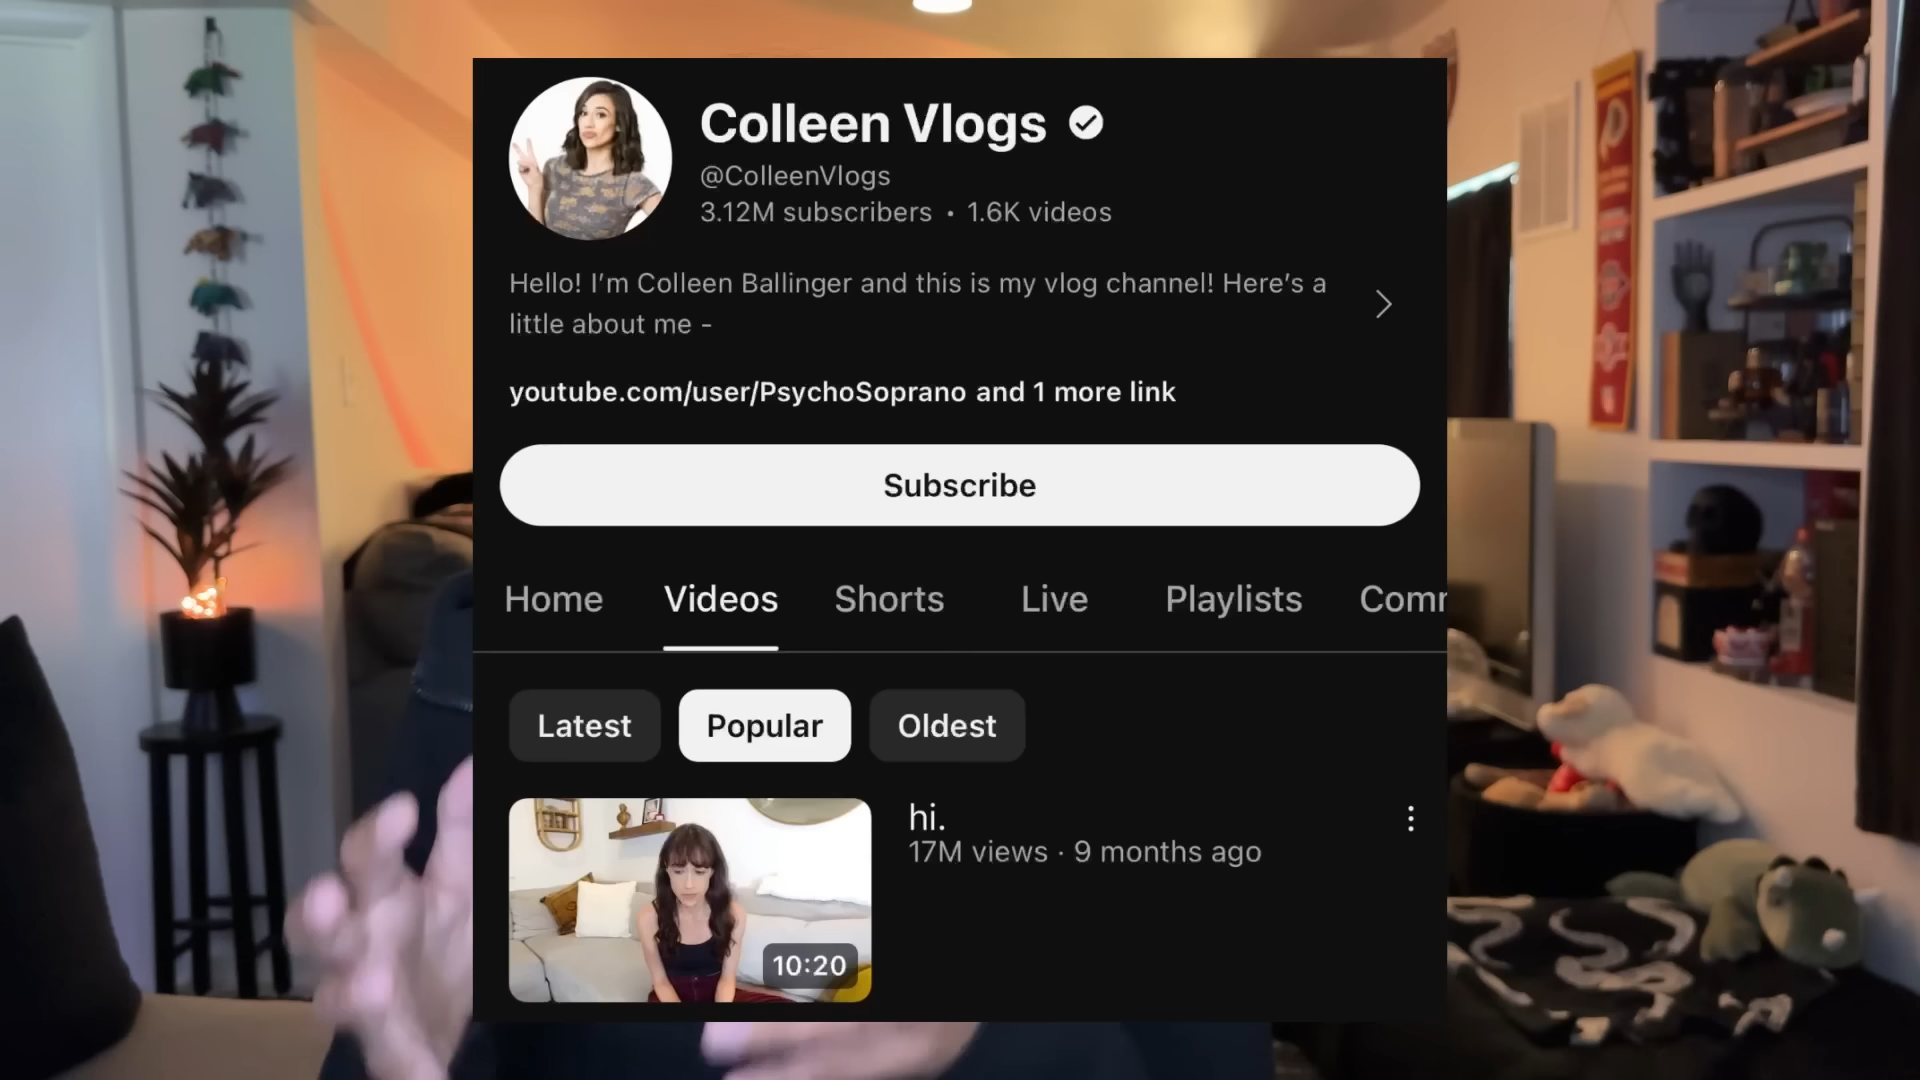 Colleen Vlogs
@ColleenVlogs
3.12M subscribers • 1.6K videos
Hello! I’m Colleen Ballinger and this is my vlog channel! Here’s a
little about me -
youtube.com/user/PsychoSoprano and 1 more link
Subscribe
Home Videos Shorts Live Playlists Comm
Latest Popular Oldest
hi.
17M views · 9 months ago
10:20